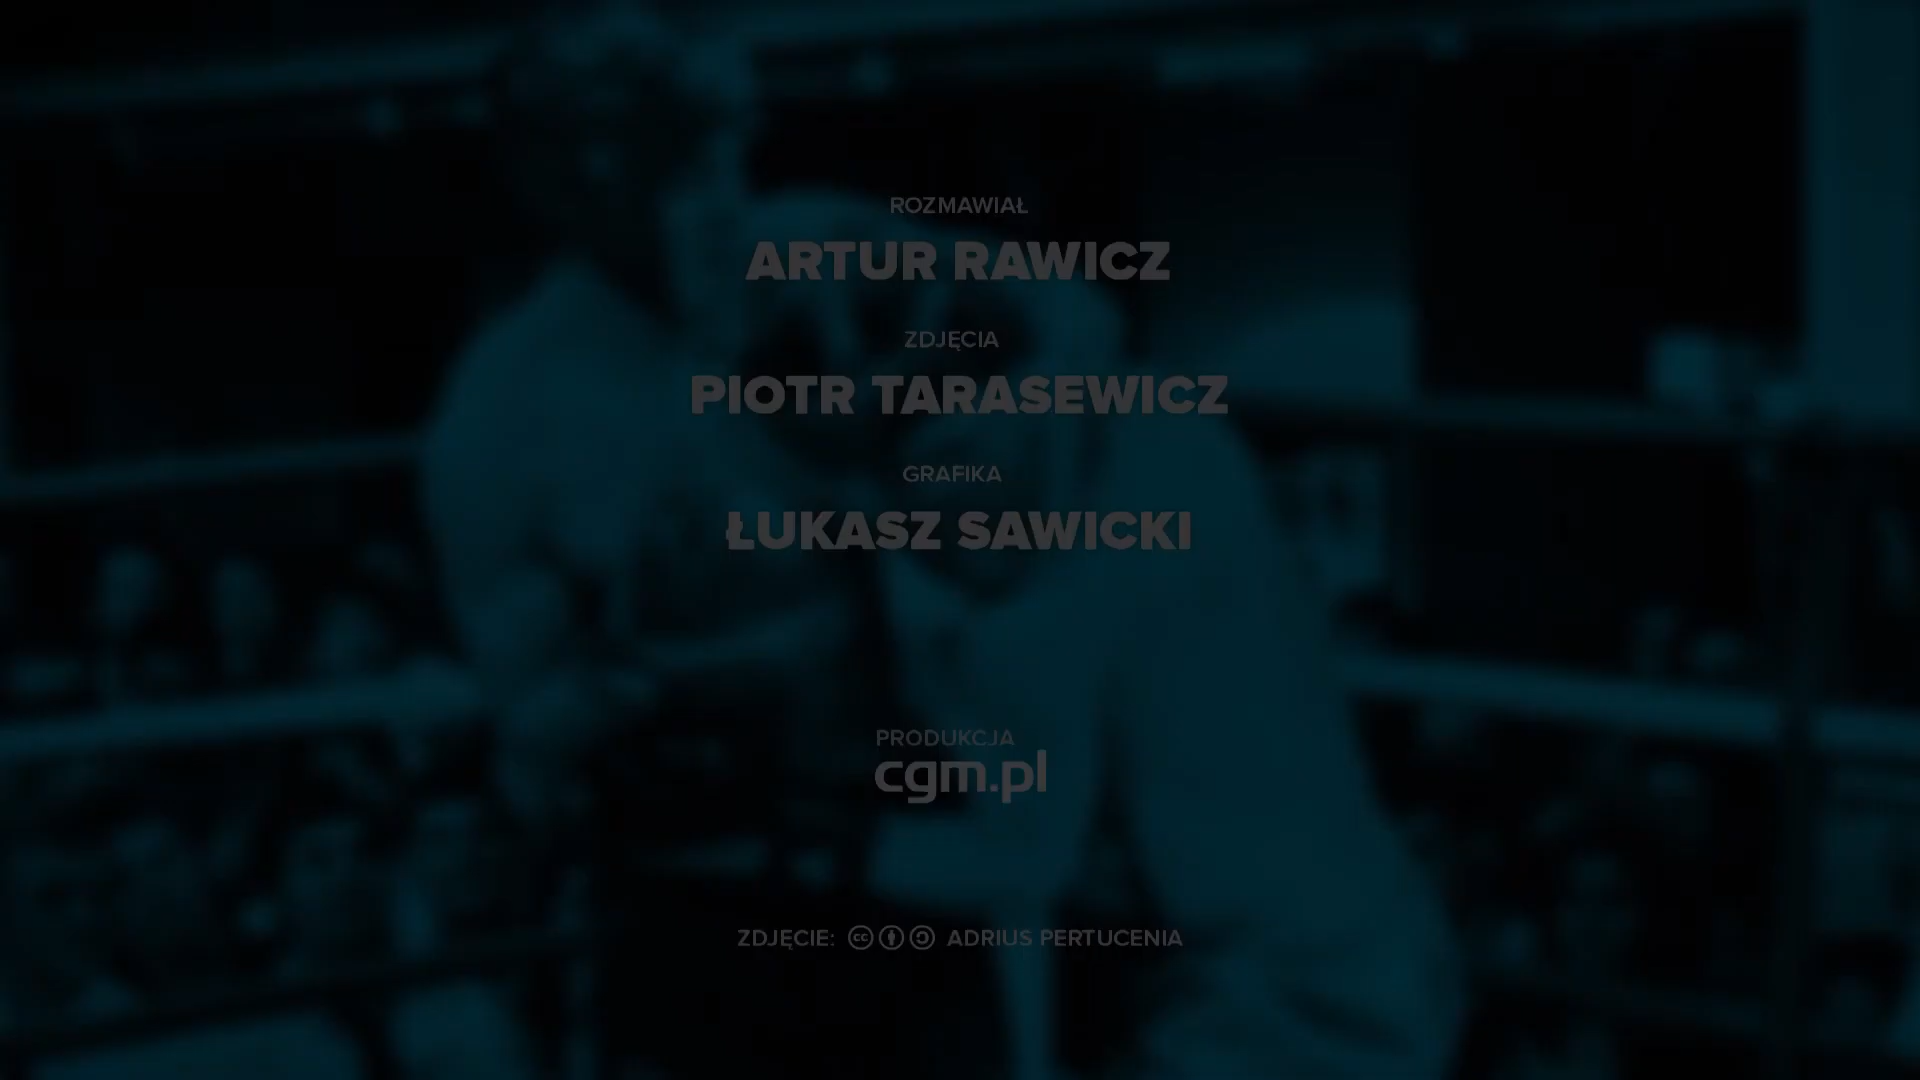 ROZMAWIAŁ
ARTUR RAWICZ
ZDJĘCIA
PIOTR TARASEWICZ
GRAFIKA
ŁUKASZ SAWICKI
PRODUKCJA
cgm.pl
ZDJĘCIE: ADRIUS PERTUCENIA